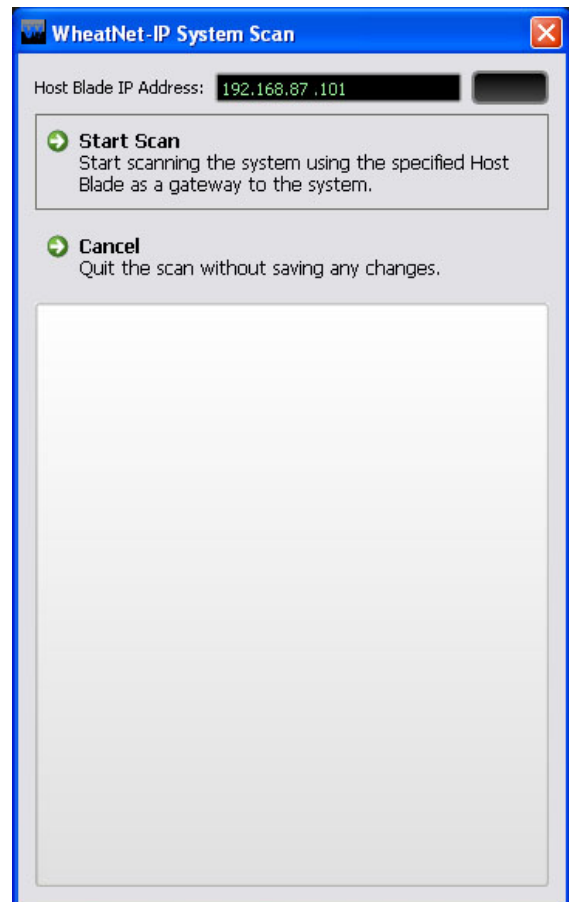 WheatNet-IP System Scan
Host Blade IP Address: 192.168.87 .101
Start Scan
Start scanning the system using the specified Host
Blade as a gateway to the system.
Cancel
Quit the scan without saving any changes.